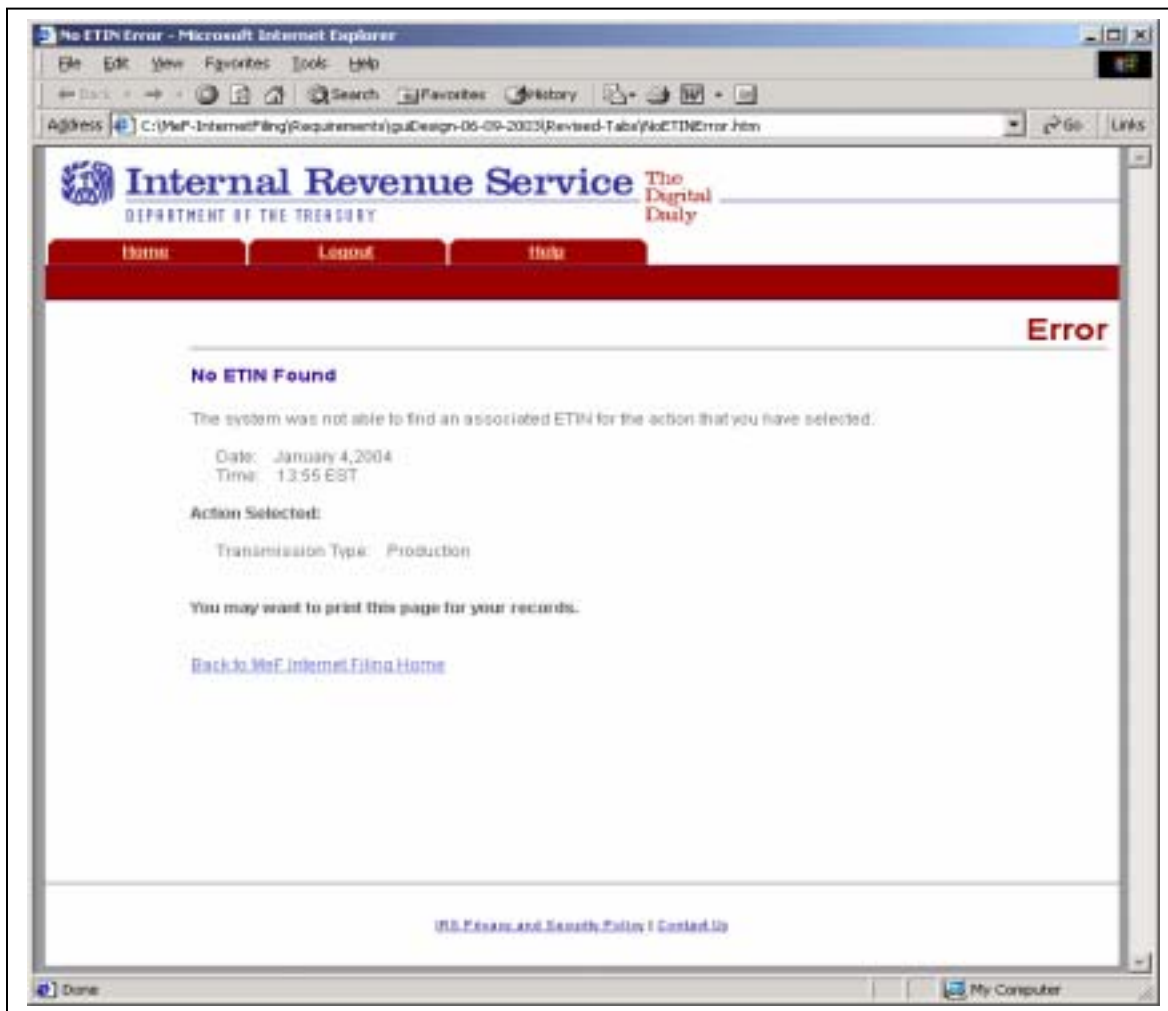 No ETIN Error - Microsoft Internet Explorer
File Edit View Favorites Tools Help
Back Search Favorites History
Address C:\MeF-InternetFiling\Requirements\guiDesign-06-09-2003\Revised-Tabs\NoETINError.htm Go Links
Internal Revenue Service The
Digital
Daily
DEPARTMENT OF THE TREASURY
Home Logout Help
Error
No ETIN Found
The system was not able to find an associated ETIN for the action that you have selected.
Date: January 4, 2004
Time: 13:55 EST
Action Selected:
Transmission Type: Production
You may want to print this page for your records.
Back to MeF Internet Filing Home
IRS Privacy and Security Policy | Contact Us
Done My Computer